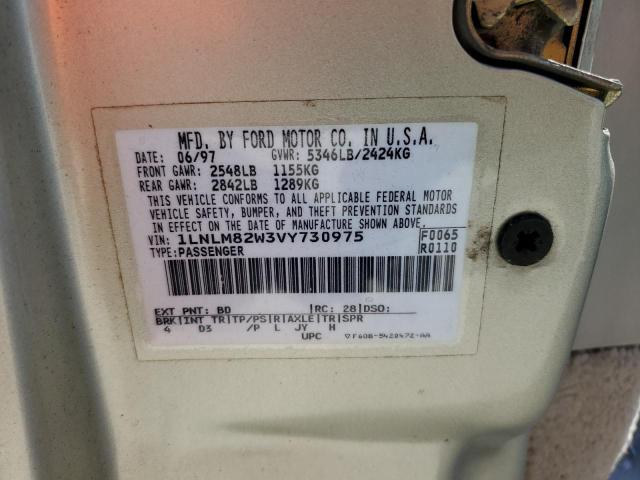 MFD. BY FORD MOTOR CO. IN U.S.A.
DATE: 06/97 GVWR: 5346LB/2424KG
FRONT GAWR: 2548LB 1155KG
REAR GAWR: 2842LB 1289KG
THIS VEHICLE CONFORMS TO ALL APPLICABLE FEDERAL MOTOR
VEHICLE SAFETY, BUMPER, AND THEFT PREVENTION STANDARDS
IN EFFECT ON THE DATE OF MANUFACTURE SHOWN ABOVE.
VIN: 1LNLM82W3VY730975 F0065
TYPE: PASSENGER R0110
EXT PNT: BD |RC: 28|DSO:
BRK|INT TR|TP/PS|R|AXLE|TR|SPR
4 D3 /P L JY H
UPC ▽F60B-5420472-AA